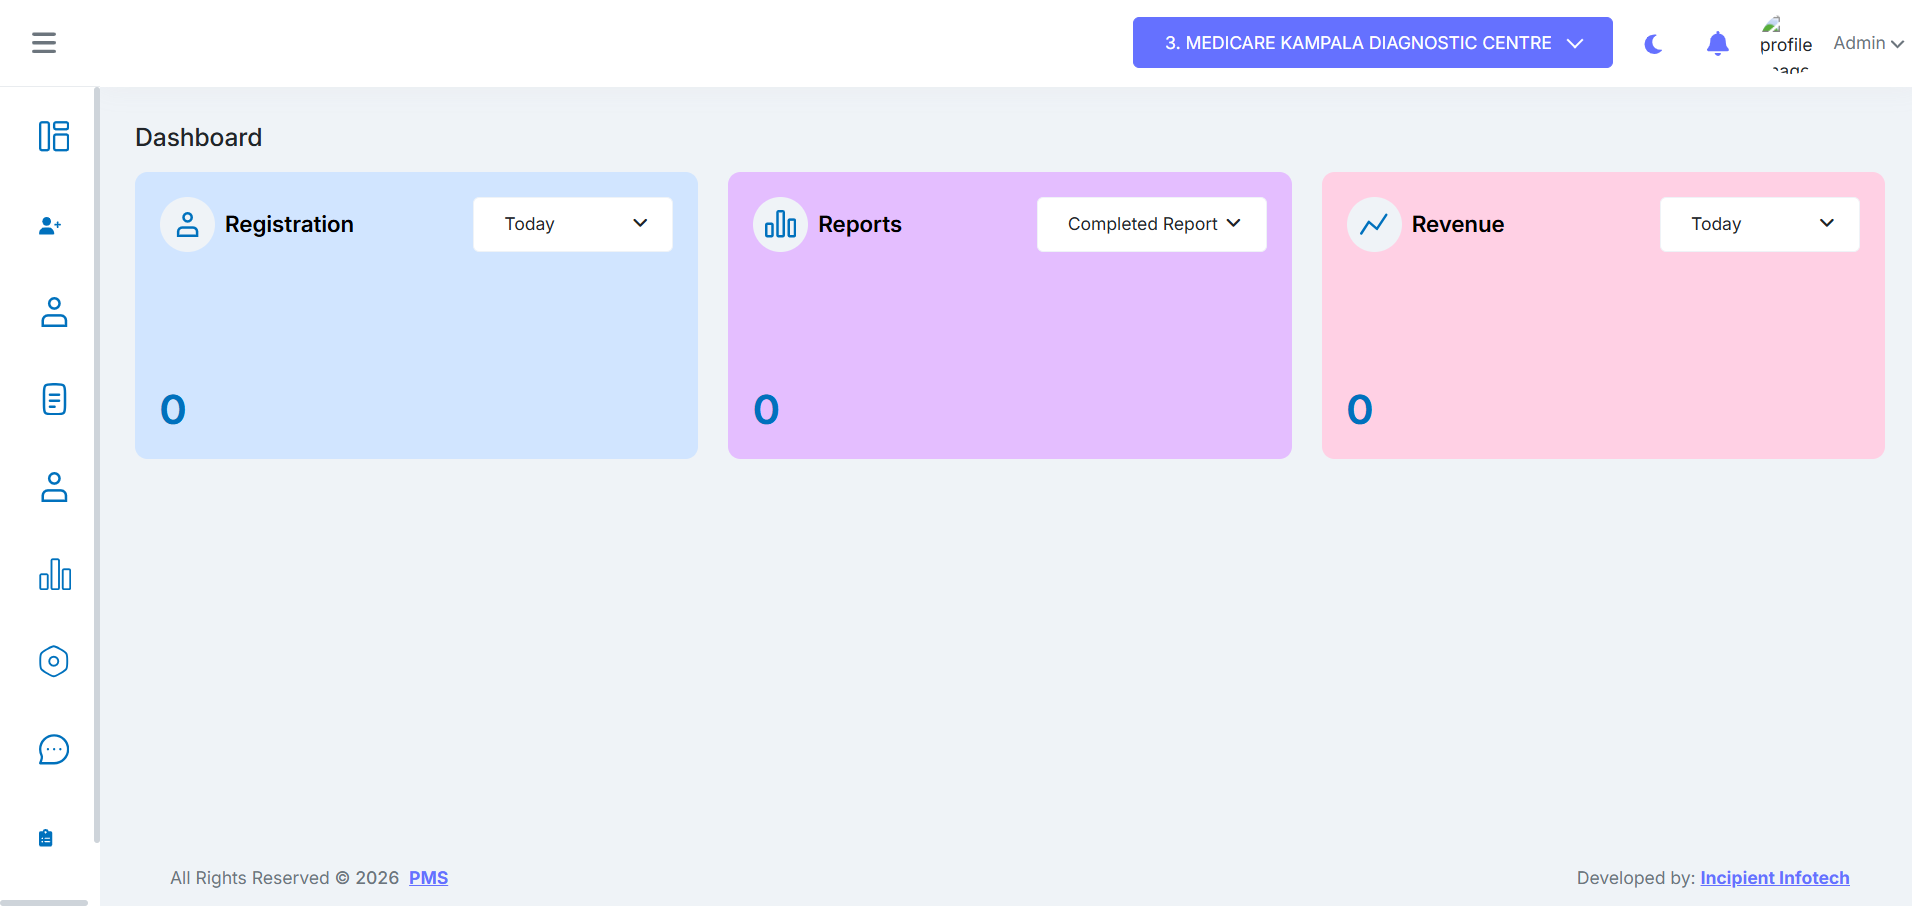 3. MEDICARE KAMPALA DIAGNOSTIC CENTRE
profile
Admin
Dashboard
Registration
Today
Reports
Completed Report
Revenue
Today
0
0
0
All Rights Reserved © 2026 PMS
Developed by: Incipient Infotech